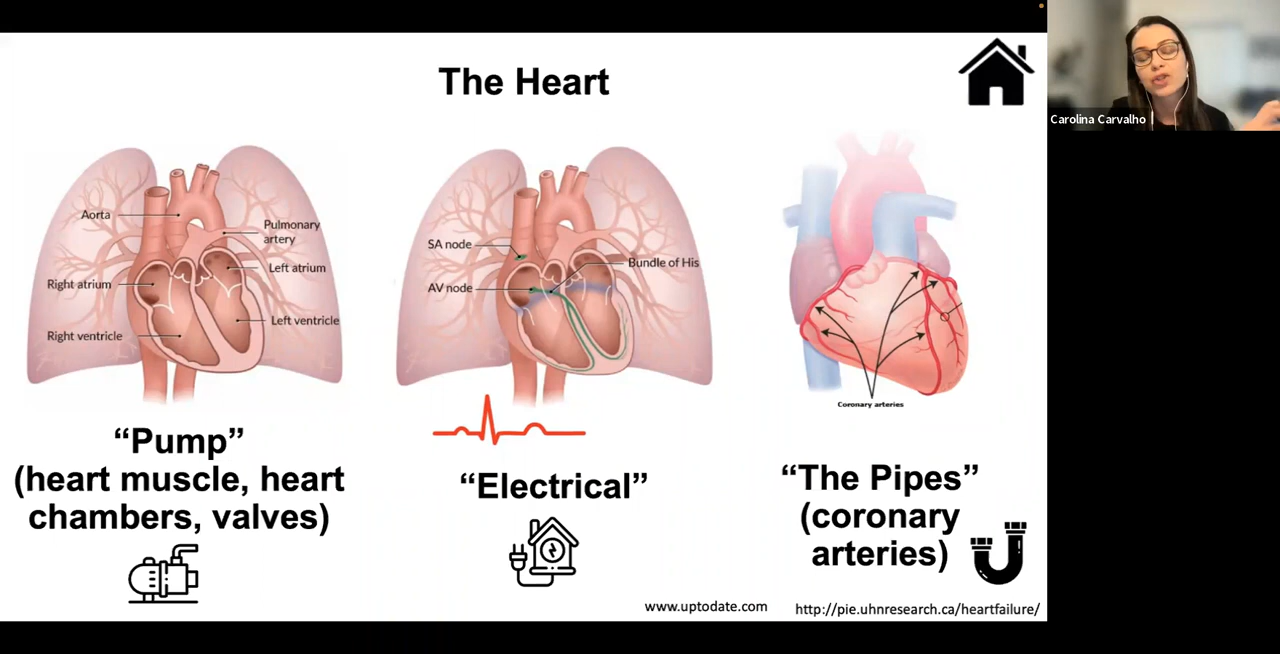 The Heart
Carolina Carvalho
Aorta
Pulmonary
artery
Left atrium
Right atrium
Left ventricle
Right ventricle
SA node
Bundle of His
AV node
Coronary arteries
“Pump”
(heart muscle, heart
chambers, valves)
“Electrical”
“The Pipes”
(coronary
arteries)
www.uptodate.com
http://pie.uhnresearch.ca/heartfailure/